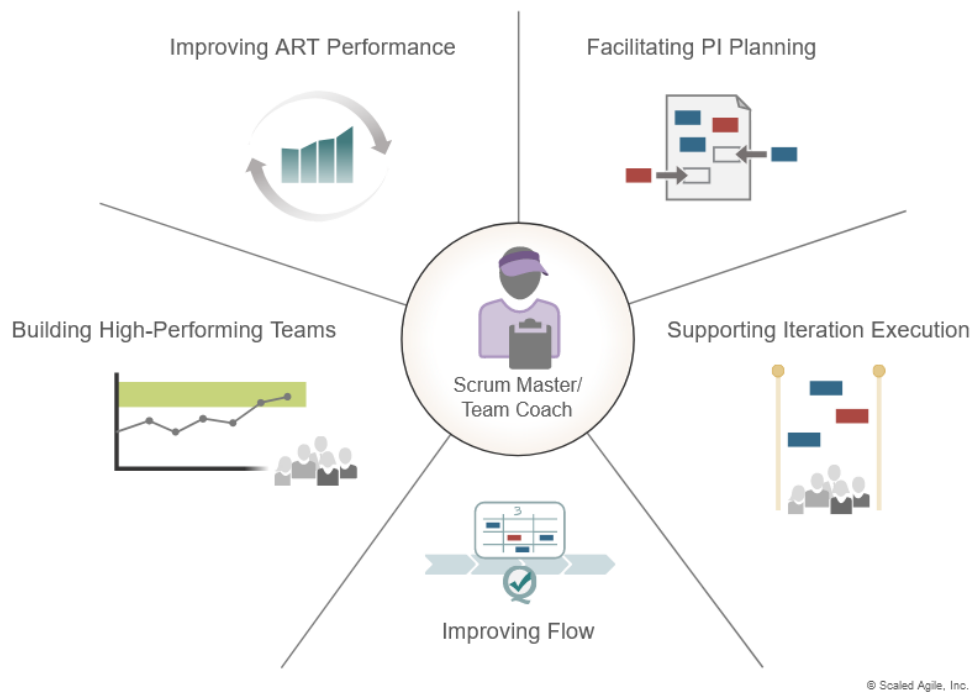 Improving ART Performance
Facilitating PI Planning
Building High-Performing Teams
Supporting Iteration Execution
Scrum Master/
Team Coach
3
Improving Flow
© Scaled Agile, Inc.